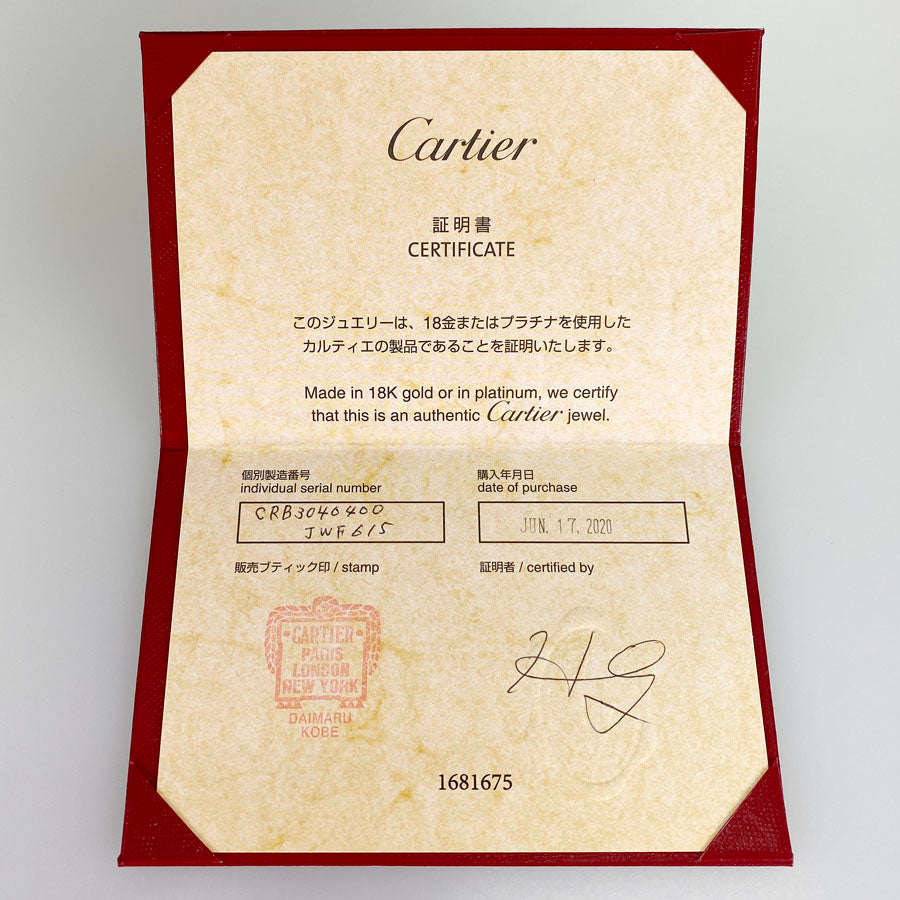 Cartier
証明書
CERTIFICATE
このジュエリーは、18金またはプラチナを使用した
カルティエの製品であることを証明いたします。
Made in 18K gold or in platinum, we certify
that this is an authentic Cartier jewel.
個別製造番号
individual serial number
CRB3040400
JWF615
購入年月日
date of purchase
JUN. 17. 2020
販売ブティック印 / stamp
証明者 / certified by
CARTIER
PARIS
LONDON
NEW YORK
DAIMARU
KOBE
1681675